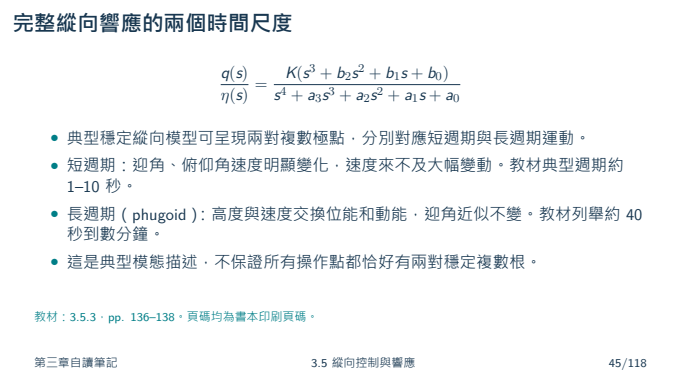 完整縱向響應的兩個時間尺度
q(s)/η(s) = K(s³ + b₂s² + b₁s + b₀)/(s⁴ + a₃s³ + a₂s² + a₁s + a₀)
• 典型穩定縱向模型可呈現兩對複數極點，分別對應短週期與長週期運動。
• 短週期：迎角、俯仰角速度明顯變化，速度來不及大幅變動。教材典型週期約
1–10 秒。
• 長週期（phugoid）：高度與速度交換位能和動能，迎角近似不變。教材列舉約 40
秒到數分鐘。
• 這是典型模態描述，不保證所有操作點都恰好有兩對穩定複數根。
教材：3.5.3，pp. 136–138。頁碼均為書本印刷頁碼。
第三章自讀筆記
3.5 縱向控制與響應
45/118